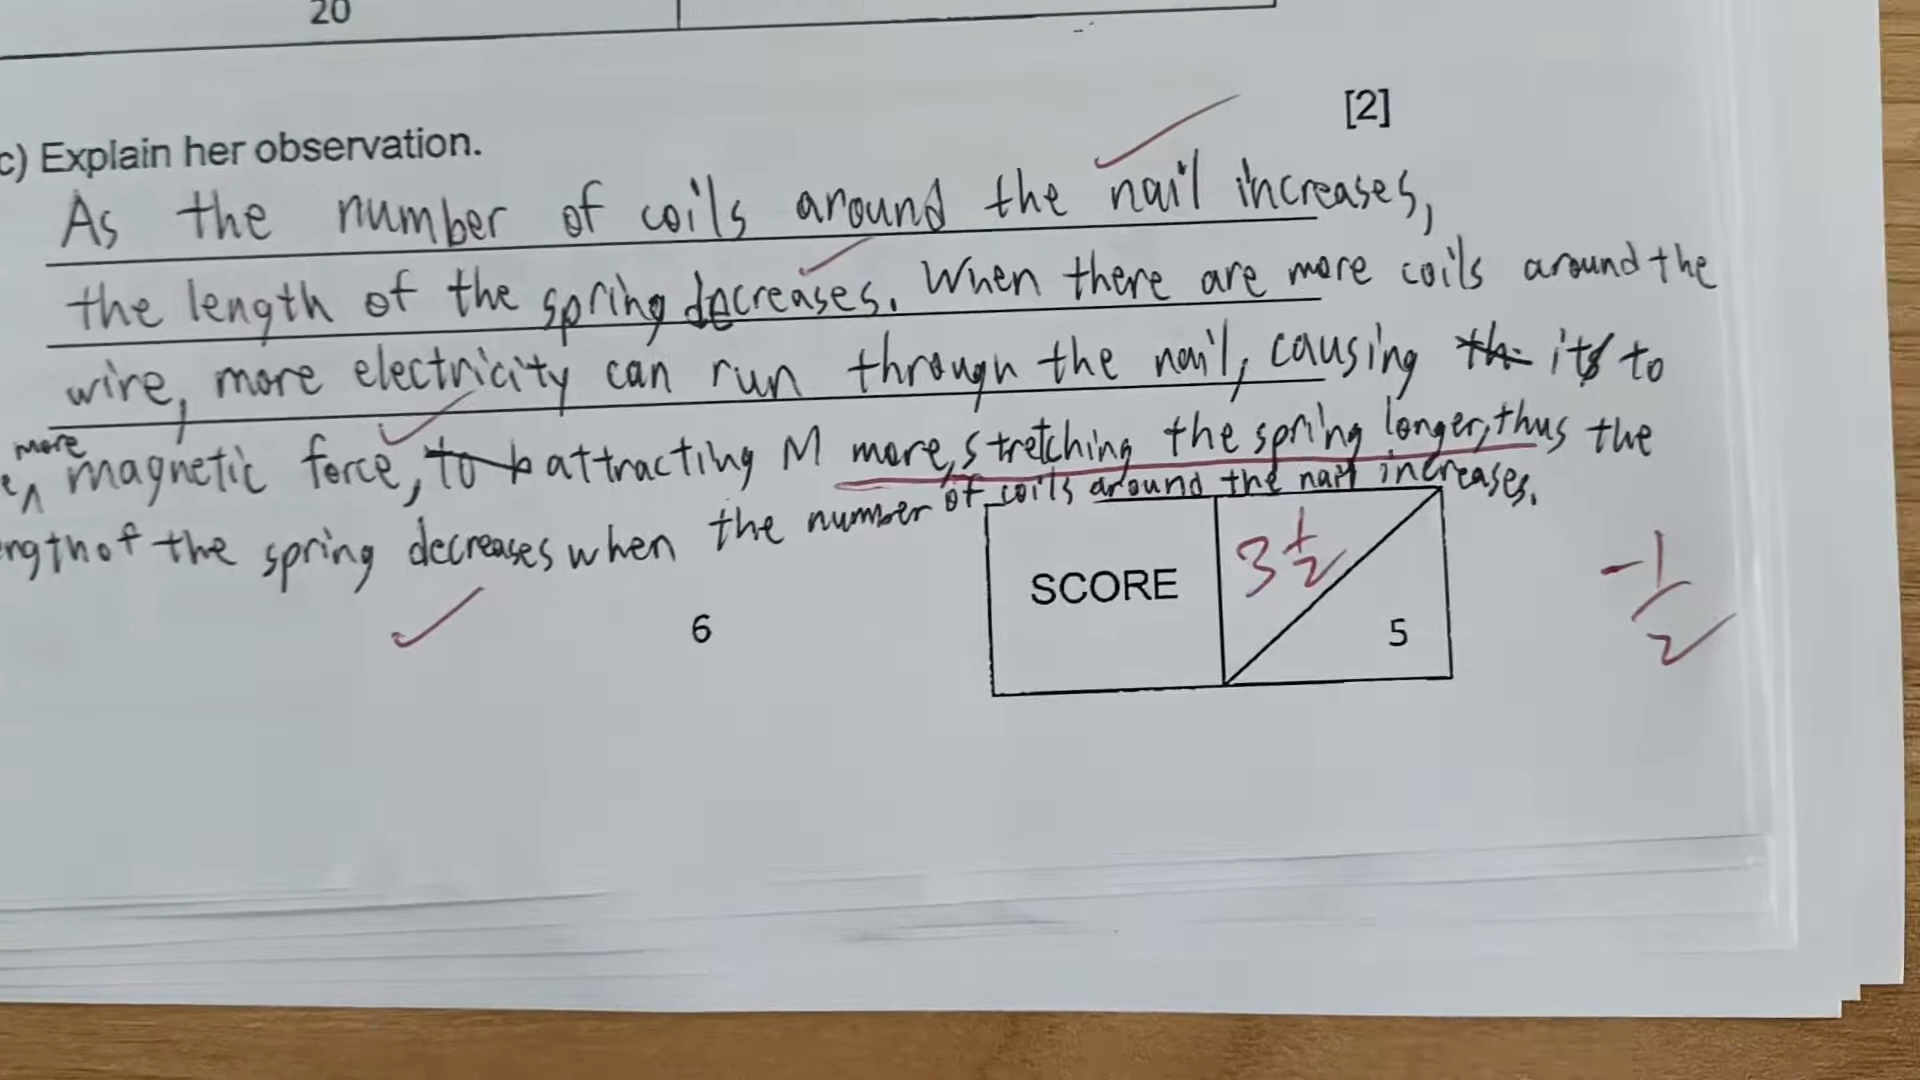 20
[2]
c) Explain her observation.
As the number of coils around the nail increases,
the length of the spring decreases. When there are more coils around the
wire, more electricity can run through the nail, causing it to
more
magnetic force, attracting M more, stretching the spring longer, thus the
ngth of the spring decreases when the number of coils around the nail increases.
SCORE
3 1/2
5
-1/2
6